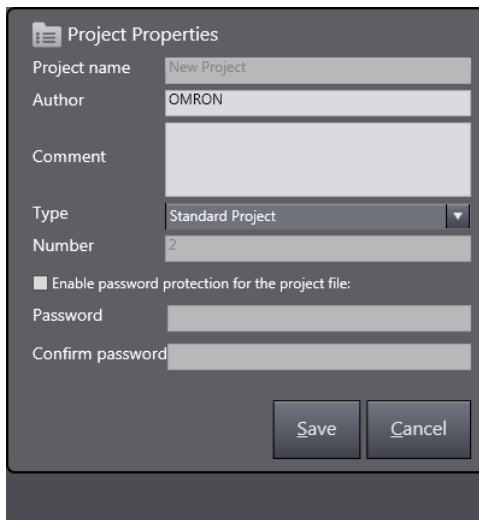 Project Properties
Project name New Project
Author OMRON
Comment
Type Standard Project
Number 2
Enable password protection for the project file:
Password
Confirm password
Save Cancel